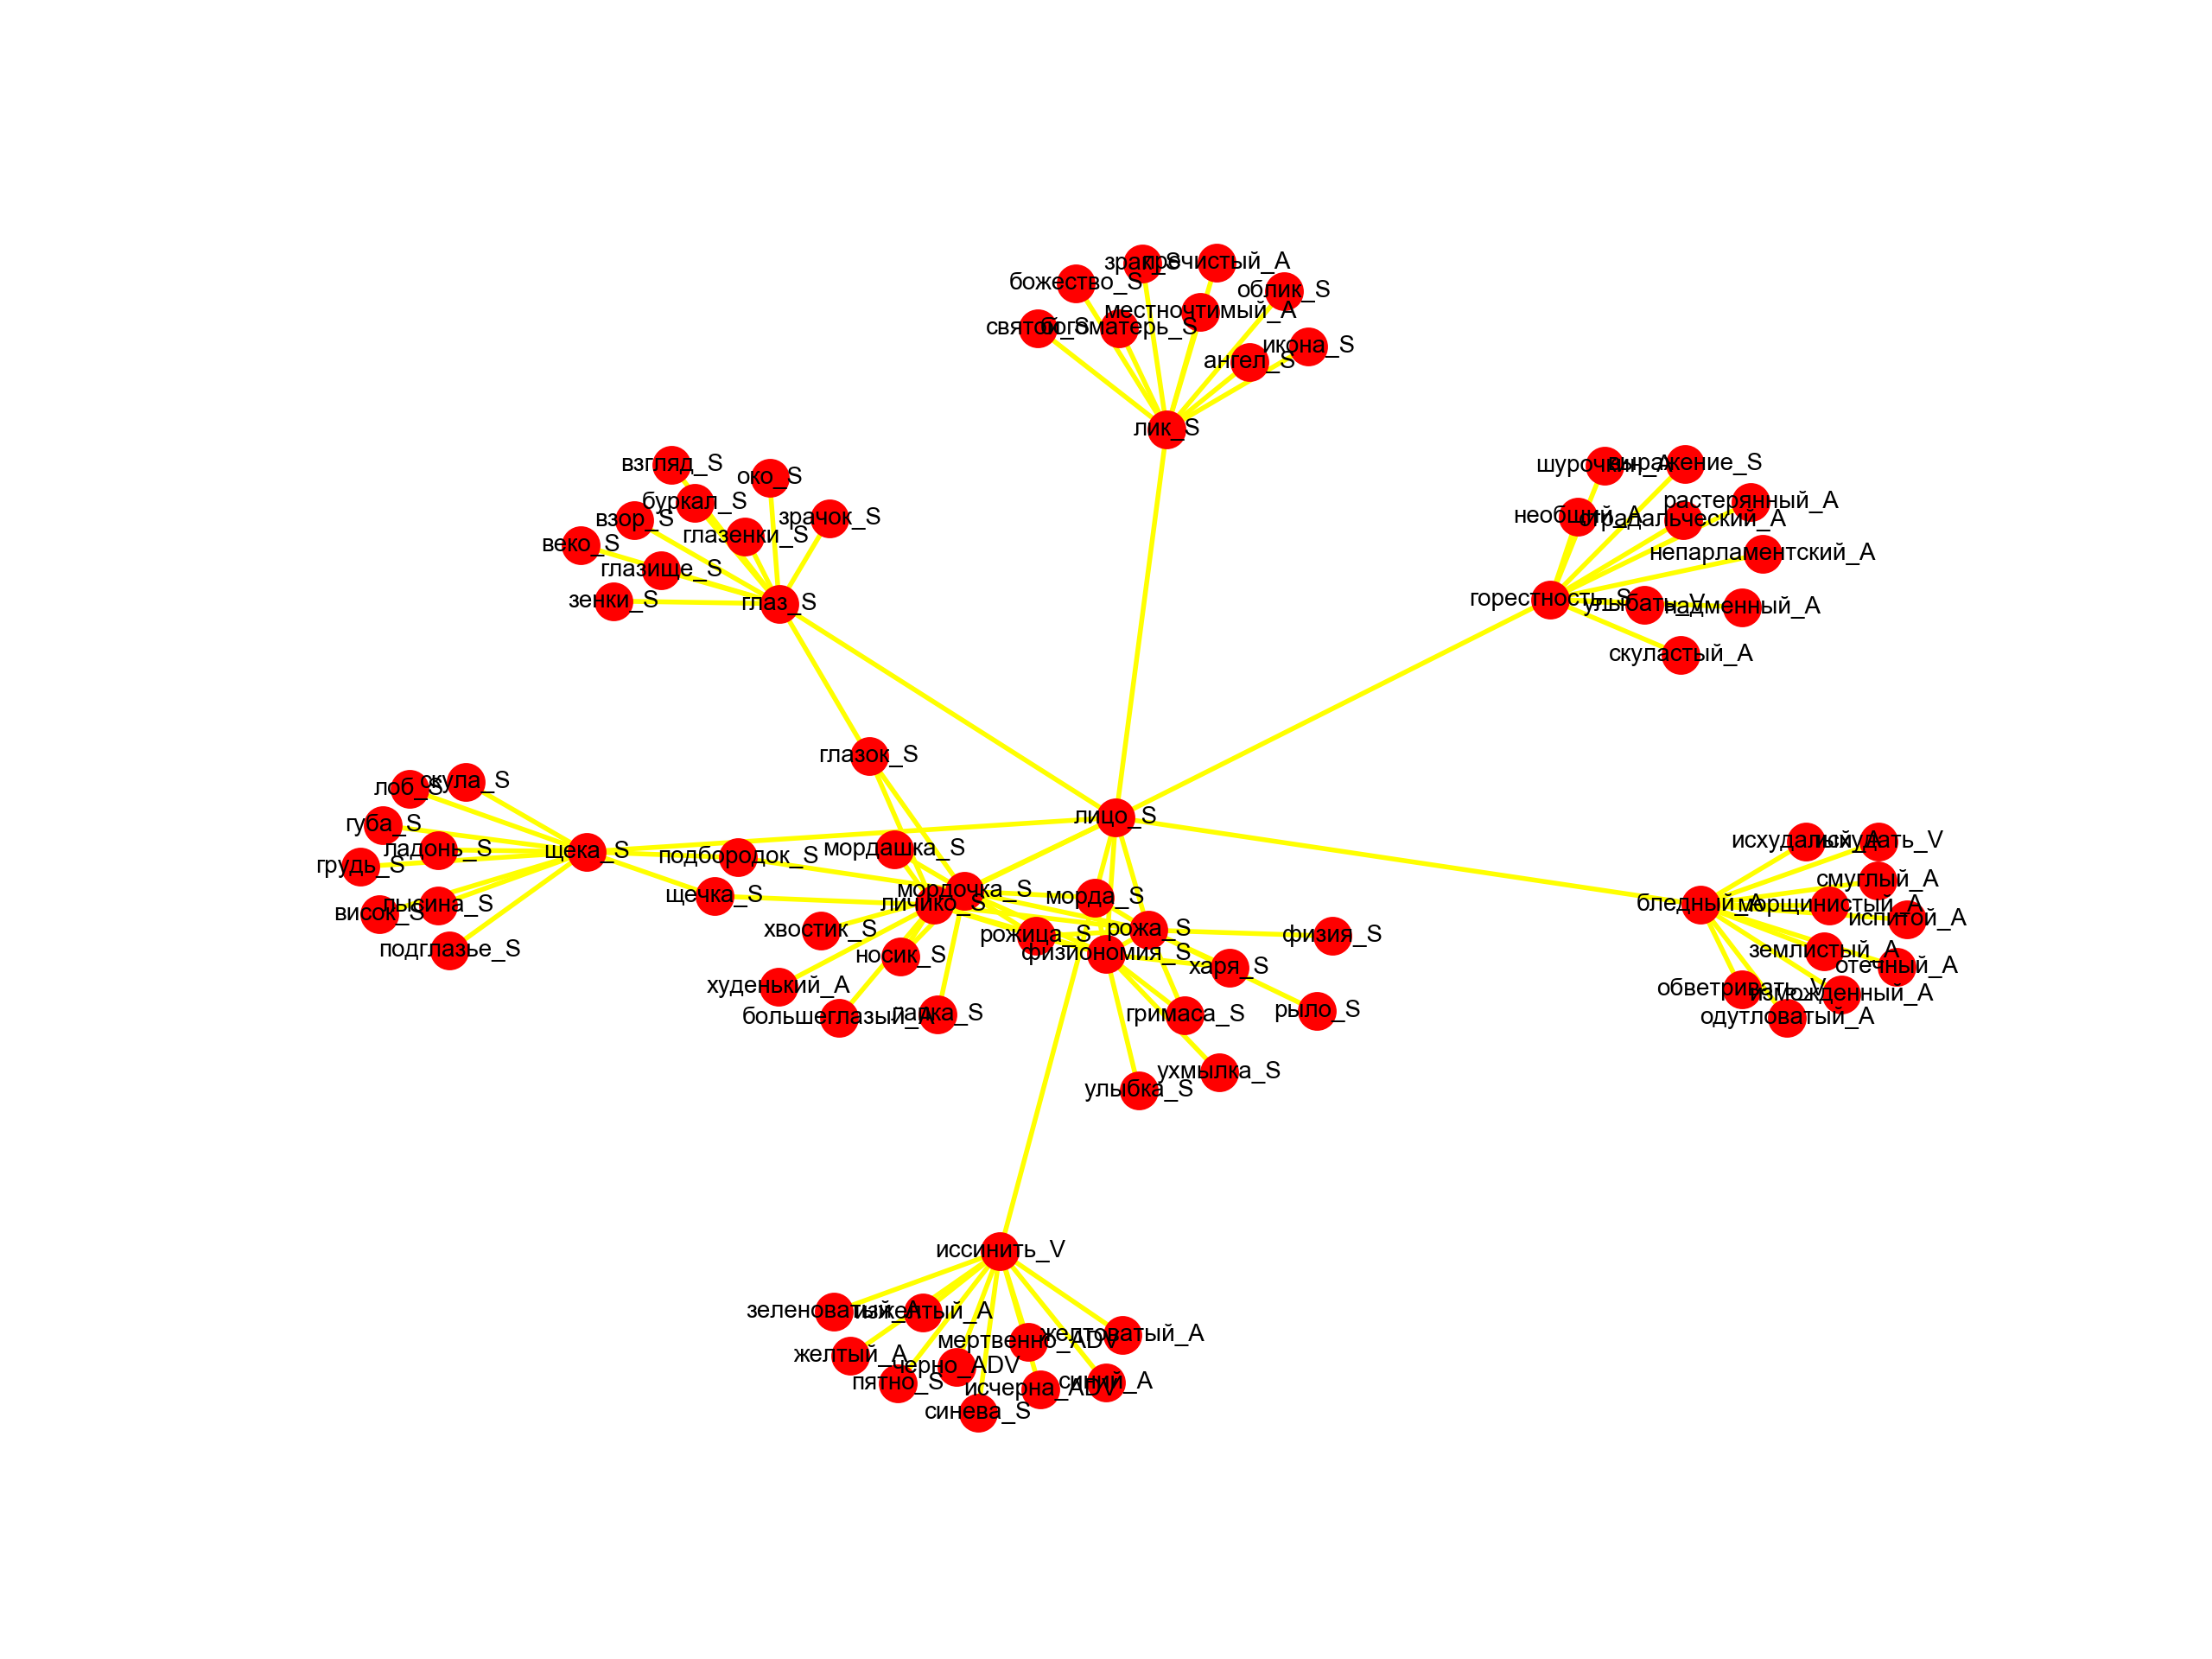 зрак_S
пречистый_A
божество_S
облик_S
местночтимый_A
святой_S
богоматерь_S
икона_S
ангел_S
лик_S
взгляд_S
шурочкин_A
выражение_S
око_S
буркал_S
растерянный_A
взор_S
зрачок_S
необщий_A
страдальческий_A
глазенки_S
веко_S
непарламентский_A
глазище_S
зенки_S
глаз_S
горестность_S
улыбать_V
надменный_A
скуластый_A
глазок_S
скула_S
лоб_S
лицо_S
губа_S
исхудалый_A
исхудать_V
ладонь_S
щека_S
подбородок_S
мордашка_S
грудь_S
смуглый_A
щечка_S
мордочка_S
морда_S
личико_S
бледный_A
морщинистый_A
висок_S
лысина_S
испитой_A
хвостик_S
рожица_S
рожа_S
физия_S
подглазье_S
носик_S
физиономия_S
землистый_A
харя_S
отечный_A
худенький_A
обветривать_V
изможденный_A
большеглазый_A
лапка_S
гримаса_S
рыло_S
одутловатый_A
ухмылка_S
улыбка_S
иссинить_V
зеленоватый_A
изжелтый_A
мертвенно_ADV
желтоватый_A
желтый_A
черно_ADV
пятно_S
исчерна_ADV
синий_A
синева_S